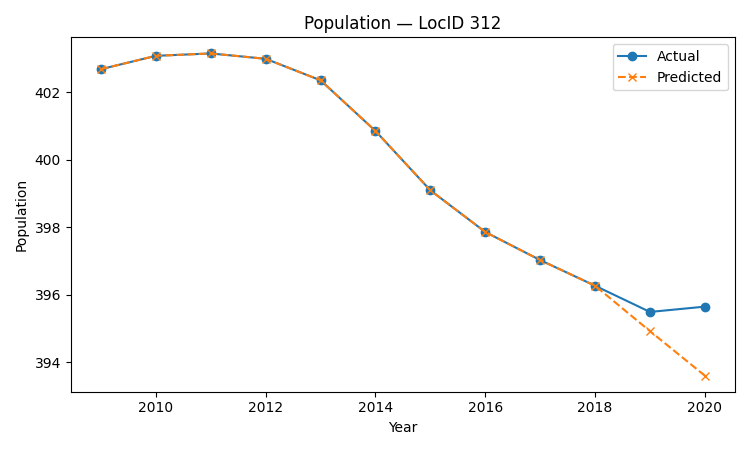 Population — LocID 312
Actual
Predicted
Population
402
400
398
396
394
2010
2012
2014
2016
2018
2020
Year